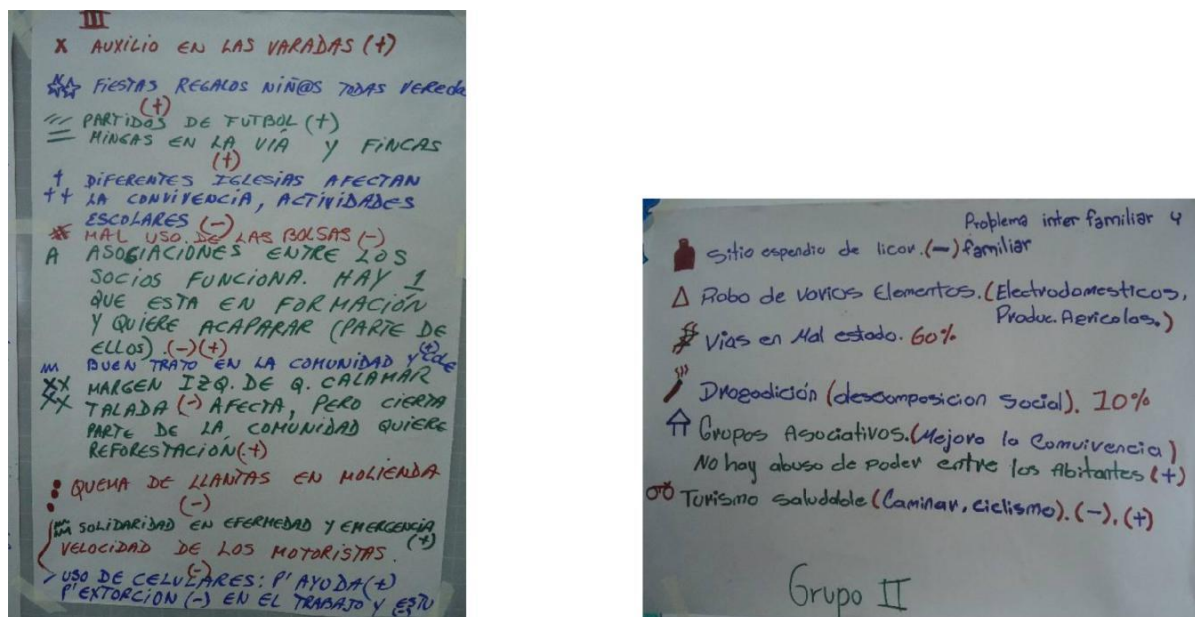 III
X AUXILIO EN LAS VARADAS (+)
FIESTAS REGALOS NIÑ@S TODAS VEREDA
(+)
PARTIDOS DE FUTBOL (+)
MINGAS EN LA VIÁ Y FINCAS
(+)
DIFERENTES IGLESIAS AFECTAN
LA CONVIVENCIA, ACTIVIDADES
ESCOLARES (-)
MAL USO DE LAS BOLSAS (-)
A ASOCIACIONES ENTRE LOS
SOCIOS FUNCIONA. HAY 1
QUE ESTA EN FORMACIÓN
Y QUIERE ACAPARAR (PARTE DE
ELLOS) (-)(+)
BUEN TRATO EN LA COMUNIDAD Y COLE (+)
XX MARGEN IZQ. DE Q. CALAMAR
XX TALADA (-) AFECTA, PERO CIERTA
PARTE DE LA COMUNIDAD QUIERE
REFORESTACIÓN (+)
QUEMA DE LLANTAS EN MOLIENDA
(-)
SOLIDARIDAD EN EFERMEDAD Y EMERGENCIA
(+)
VELOCIDAD DE LOS MOTORISTAS.
(-)
USO DE CELULARES: P' AYUDA (+)
P' EXTORCION (-) EN EL TRABAJO Y ESTU
(-)
Problema inter familiar y
Sitio espendio de licor. (-) familiar
Robo de varios Elementos. (Electrodomesticos,
Produc. Aericolas.)
Vias en Mal estado. 60%
Drogadición (descomposicion Social). 10%
Grupos Asociativos. (Mejora la Comvivencia)
No hay abuso de Poder entre los Abitantes (+)
Turismo saludable (Caminar, ciclismo). (-), (+)
Grupo II